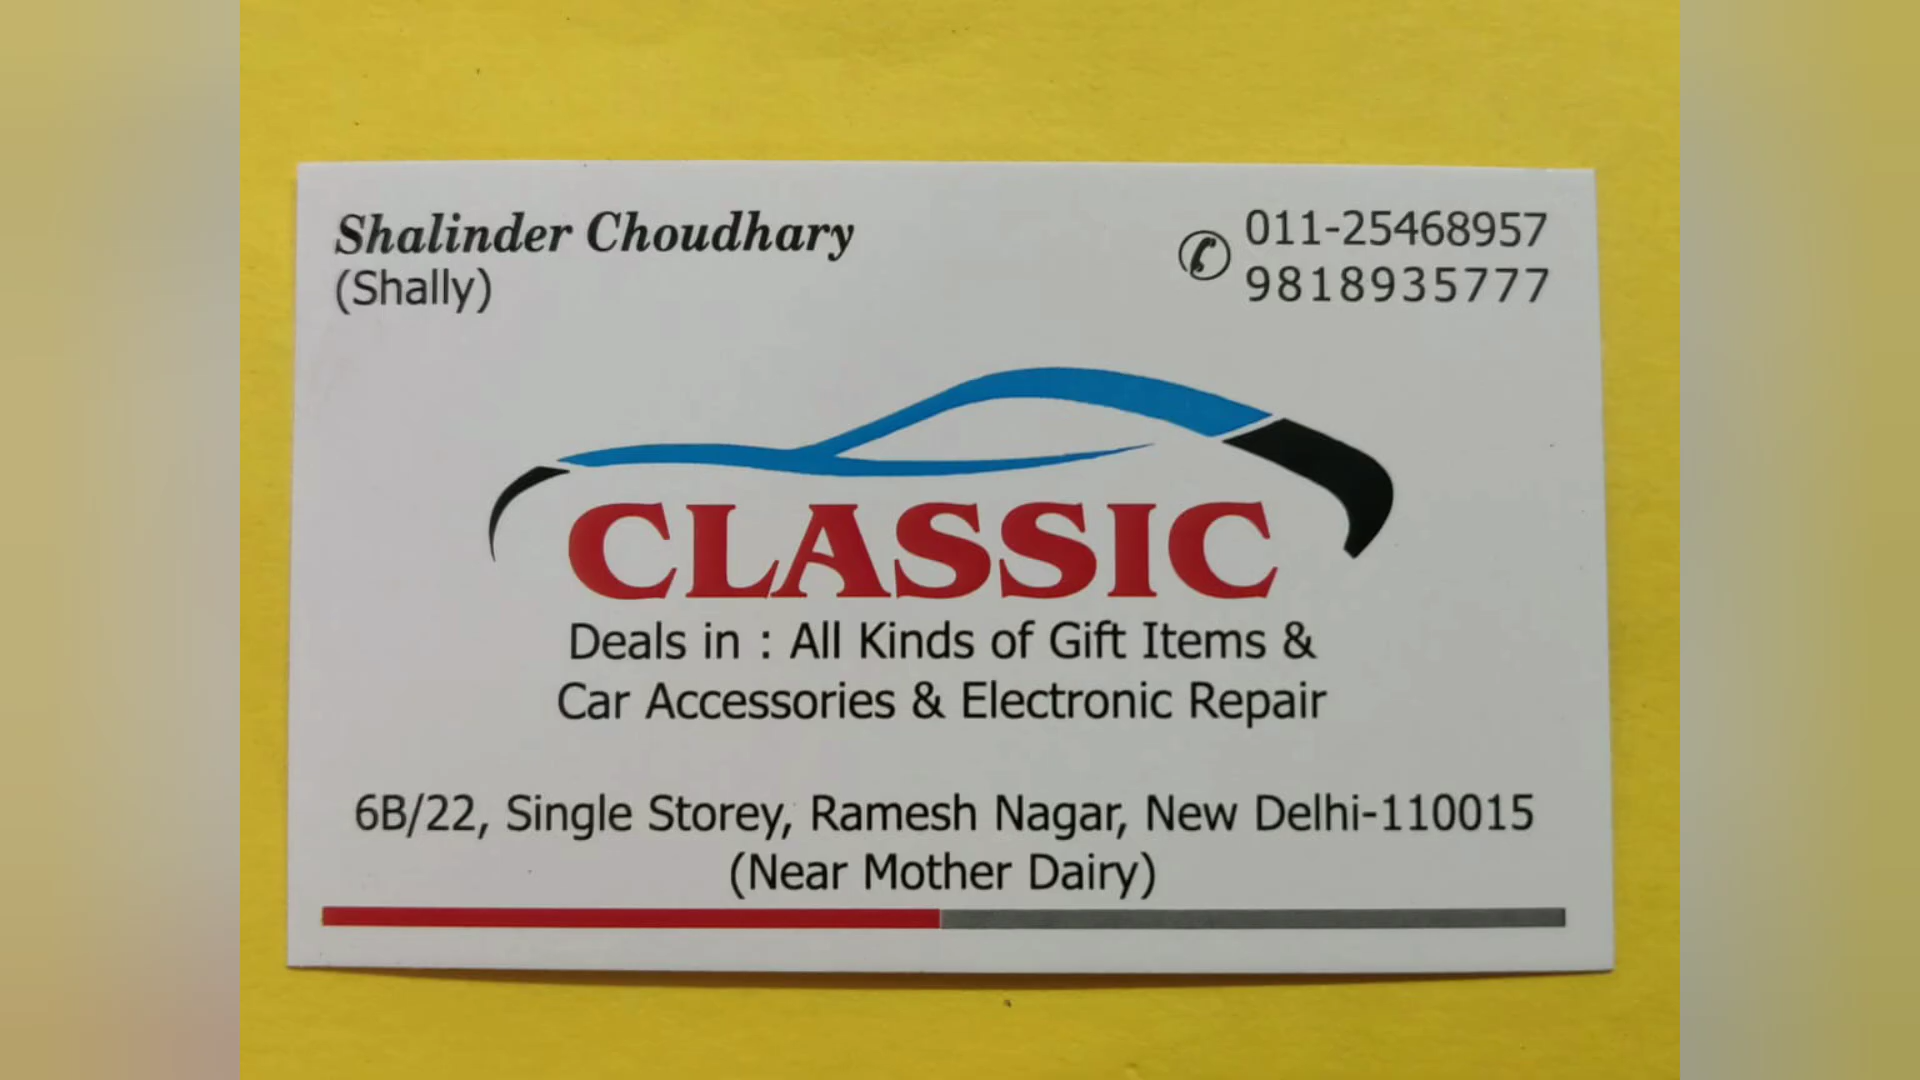 Shalinder Choudhary
(Shally)
011-25468957
9818935777
CLASSIC
Deals in : All Kinds of Gift Items &
Car Accessories & Electronic Repair
6B/22, Single Storey, Ramesh Nagar, New Delhi-110015
(Near Mother Dairy)